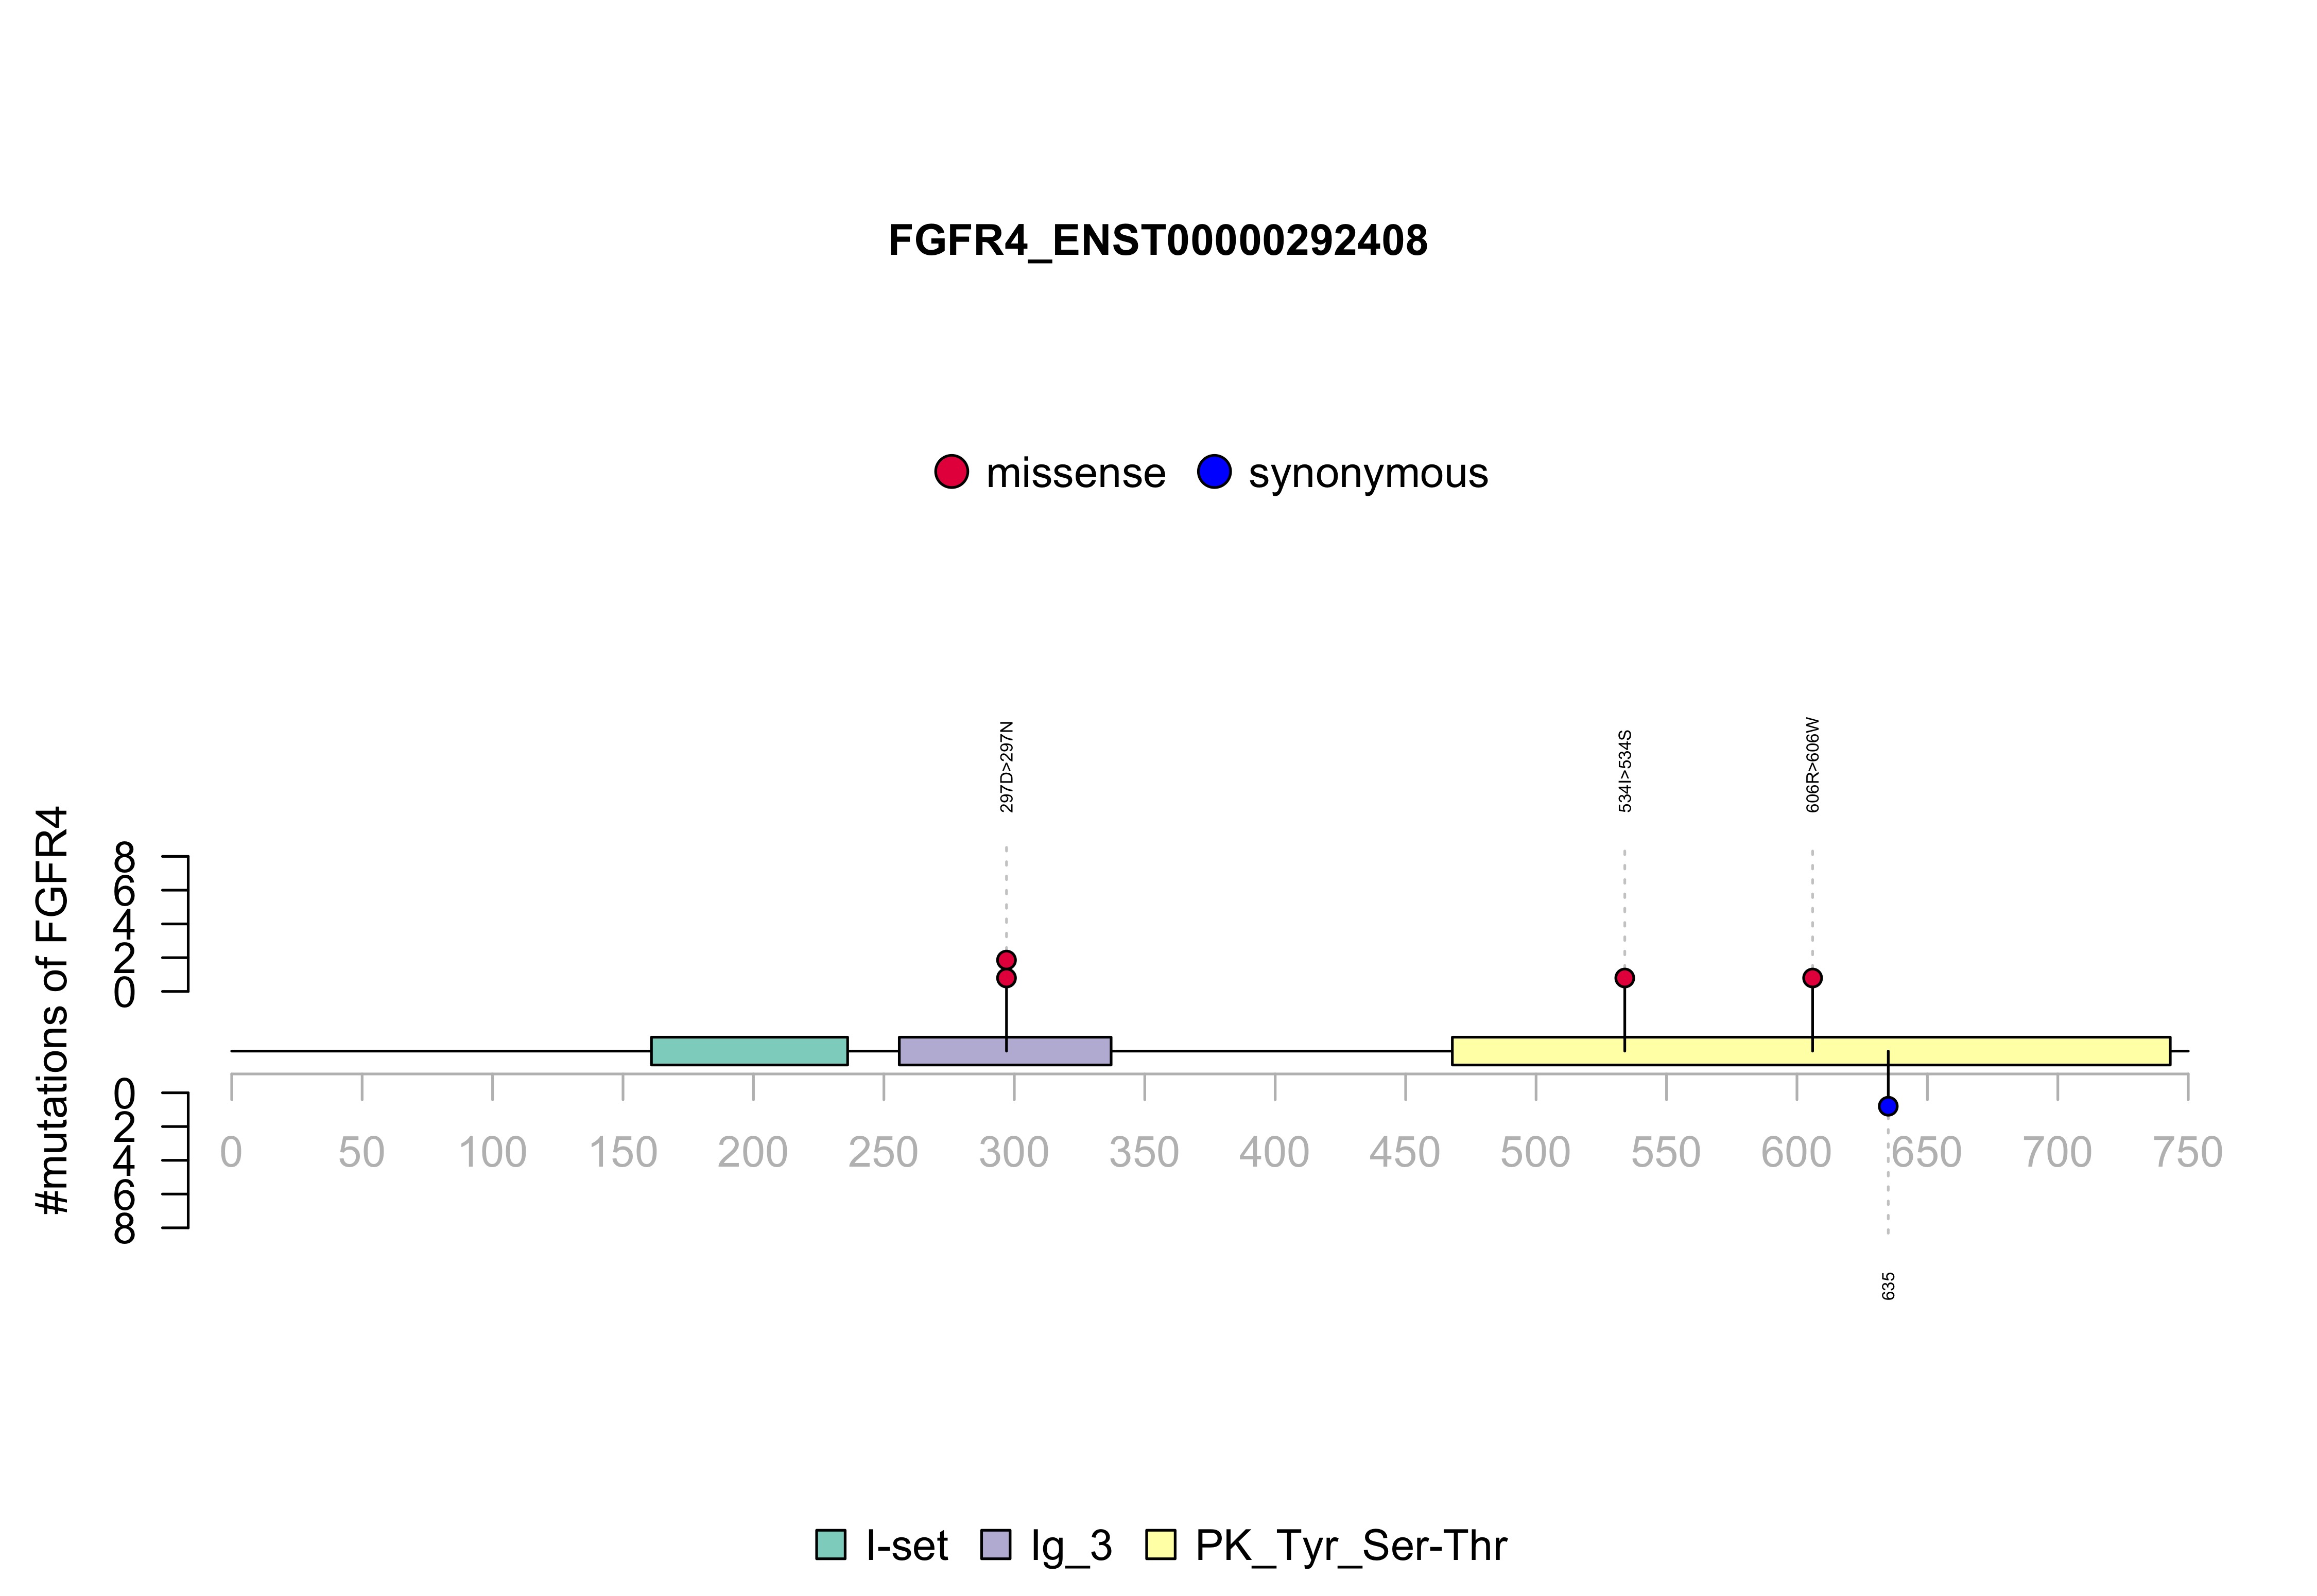 FGFR4_ENST00000292408
missense synonymous
297D>297N
534I>534S
606R>606W
#mutations of FGFR4
8
6
4
2
0
0
2
4
6
8
0 50 100 150 200 250 300 350 400 450 500 550 600 650 700 750
635
I-set Ig_3 PK_Tyr_Ser-Thr